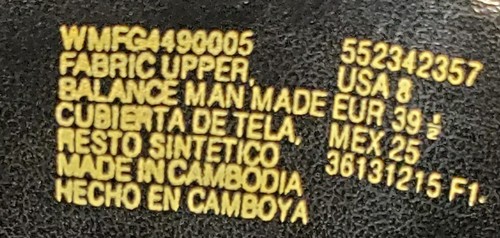 WMFG4490005
FABRIC UPPER,
BALANCE MAN MADE
CUBIERTA DE TELA,
RESTO SINTETICO
MADE IN CAMBODIA
HECHO EN CAMBOYA
552342357
USA 8
EUR 39 1/2
MEX 25
36131215 F1-